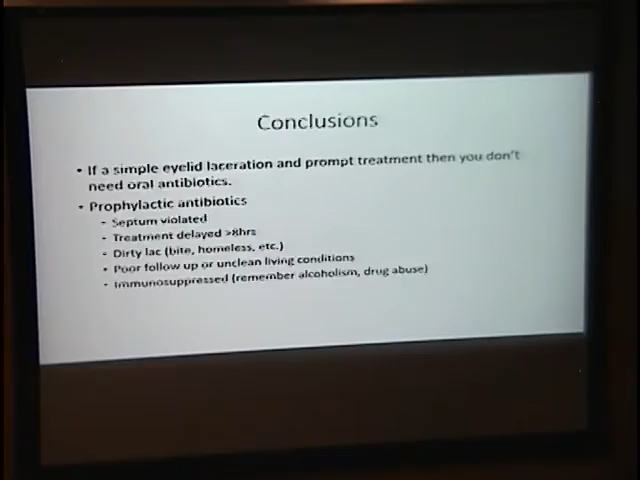 Conclusions
• If a simple eyelid laceration and prompt treatment then you don't
need oral antibiotics.
• Prophylactic antibiotics
- Septum violated
- Treatment delayed >8hrs
- Dirty lac (bite, homeless, etc.)
- Poor follow up or unclean living conditions
- Immunosuppressed (remember alcoholism, drug abuse)